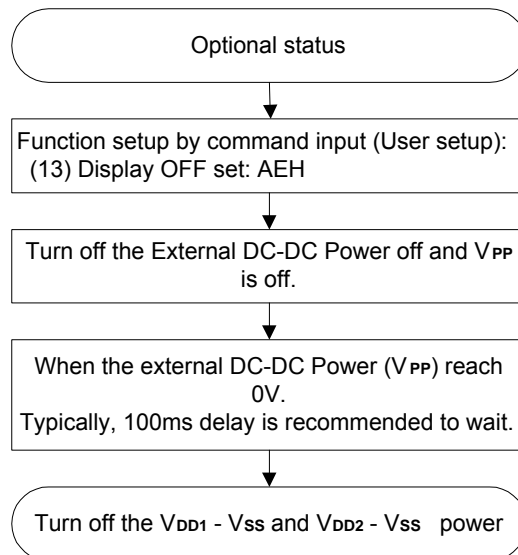 Optional status
Function setup by command input (User setup):
(13) Display OFF set: AEH
Turn off the External DC-DC Power off and VPP
is off.
When the external DC-DC Power (VPP) reach
0V.
Typically, 100ms delay is recommended to wait.
Turn off the VDD1 - VSS and VDD2 - VSS power